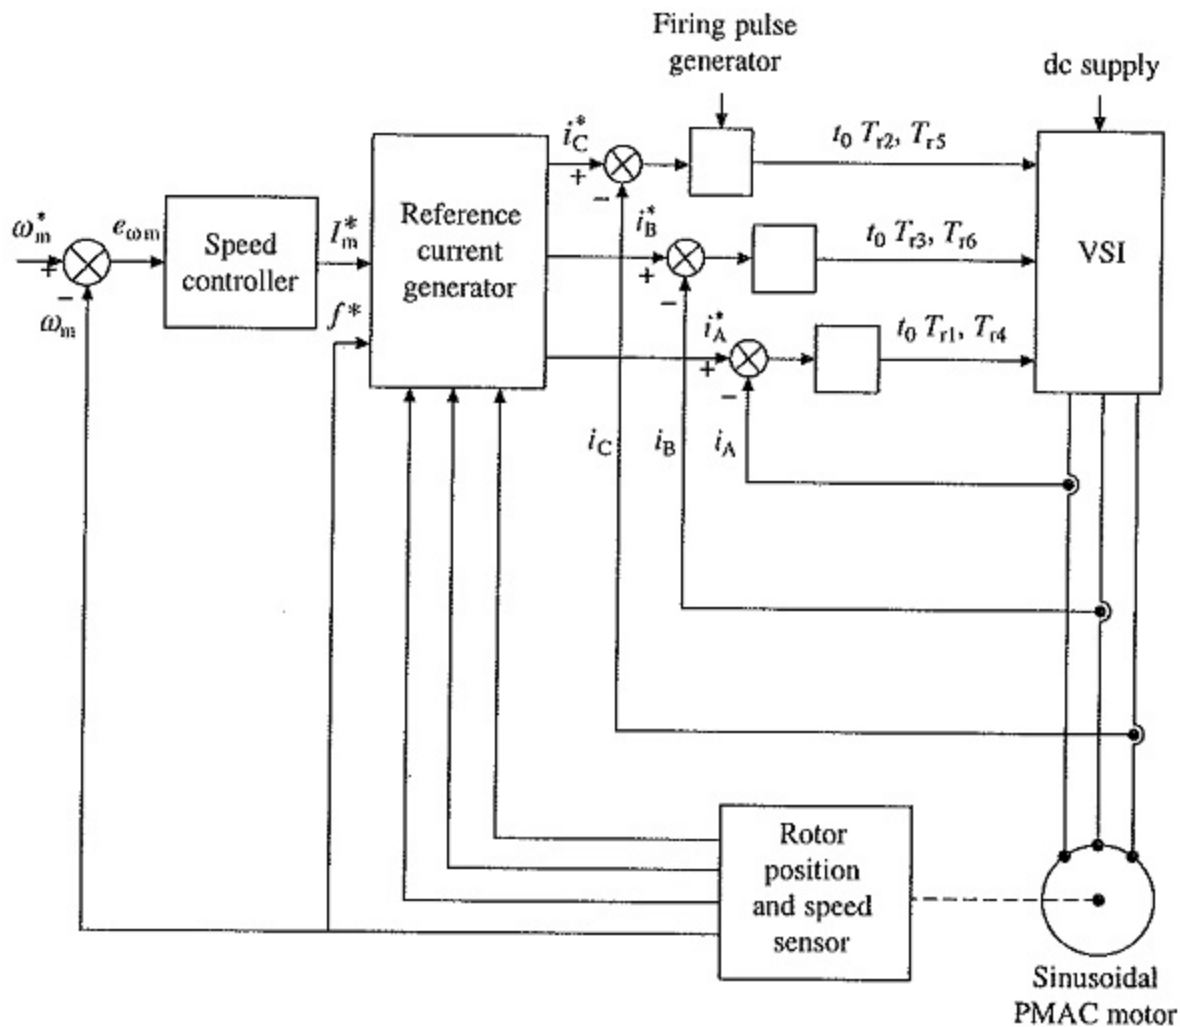 Firing pulse
generator
dc supply
i*C
t0 Tr2, Tr5
ω*m
eωm
Speed
controller
I*m
Reference
current
generator
i*B
t0 Tr3, Tr6
VSI
+
−
ωm
f*
+
−
+
−
i*A
t0 Tr1, Tr4
+
−
iC
iB
iA
Rotor
position
and speed
sensor
Sinusoidal
PMAC motor